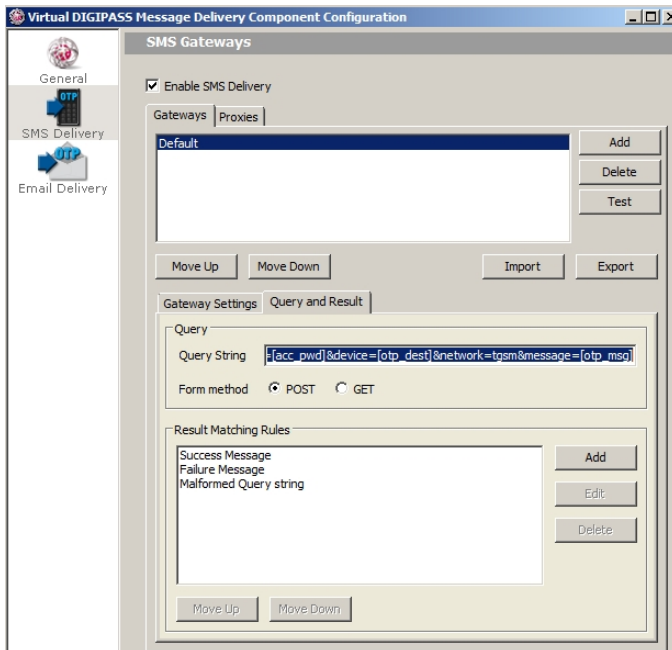 Virtual DIGIPASS Message Delivery Component Configuration
General
OTP
SMS Delivery
OTP
Email Delivery
SMS Gateways
Enable SMS Delivery
Gateways Proxies
Default
Add
Delete
Test
Move Up Move Down Import Export
Gateway Settings Query and Result
Query
Query String =[acc_pwd]&device=[otp_dest]&network=tgsm&message=[otp_msg]
Form method POST GET
Result Matching Rules
Success Message
Failure Message
Malformed Query string
Add
Edit
Delete
Move Up Move Down